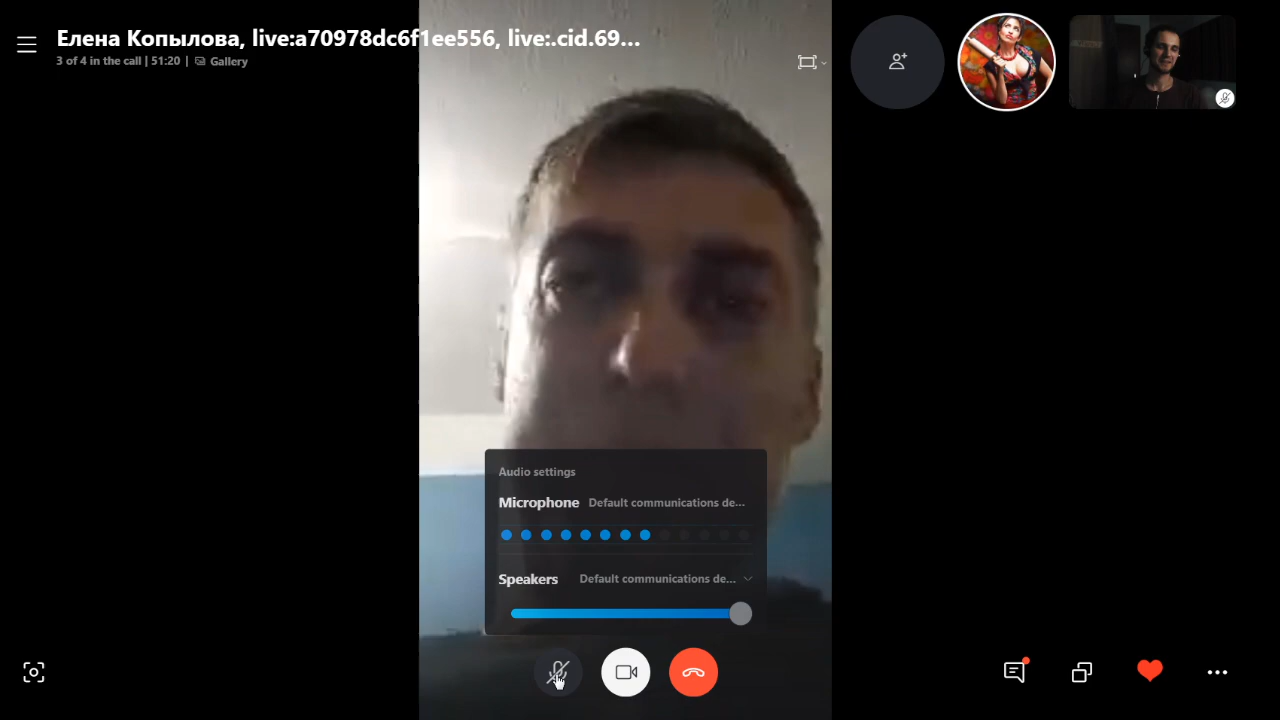 Елена Копылова, live:a70978dc6f1ee556, live:.cid.69...
3 of 4 in the call | 51:20 | Gallery
Audio settings
Microphone Default communications de...
Speakers Default communications de...